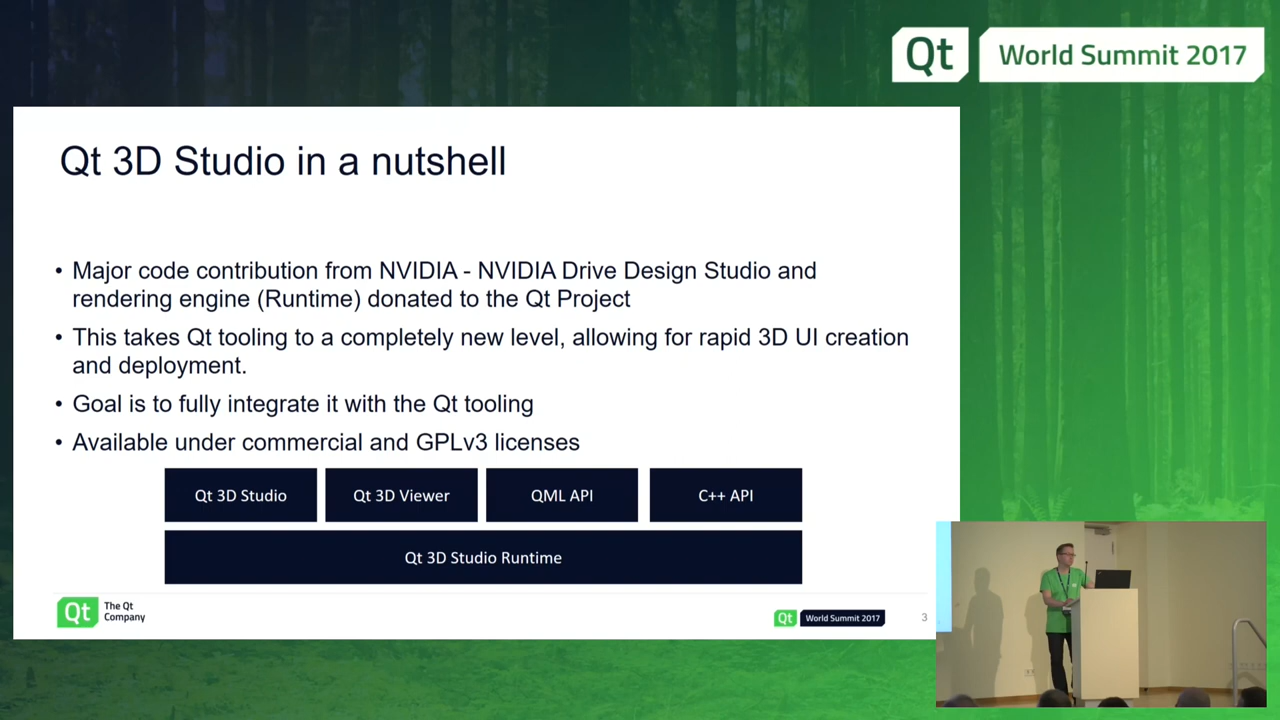 Qt World Summit 2017
Qt 3D Studio in a nutshell
• Major code contribution from NVIDIA - NVIDIA Drive Design Studio and
rendering engine (Runtime) donated to the Qt Project
• This takes Qt tooling to a completely new level, allowing for rapid 3D UI creation
and deployment.
• Goal is to fully integrate it with the Qt tooling
• Available under commercial and GPLv3 licenses
Qt 3D Studio
Qt 3D Viewer
QML API
C++ API
Qt 3D Studio Runtime
Qt The Qt
Company
Qt World Summit 2017
3